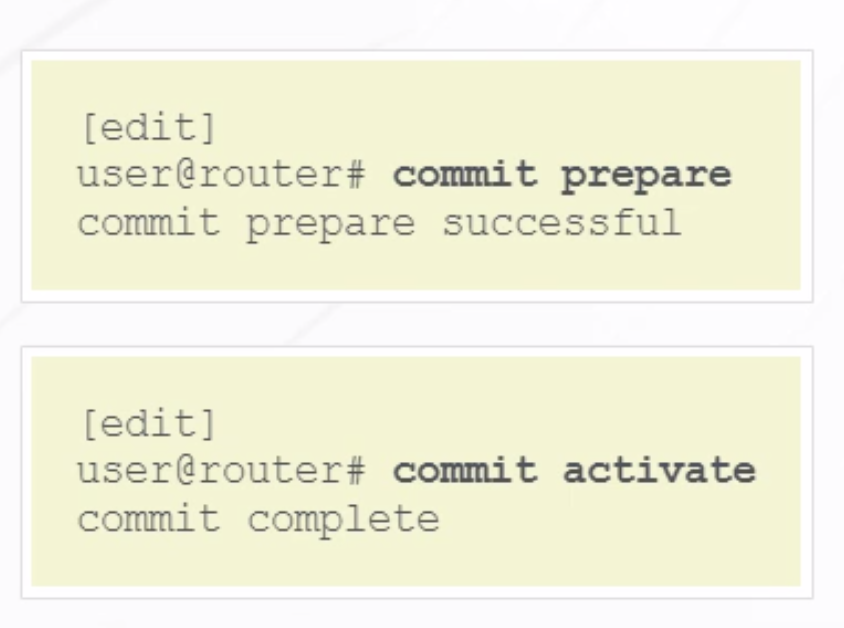 [edit]
user@router# commit prepare
commit prepare successful
[edit]
user@router# commit activate
commit complete